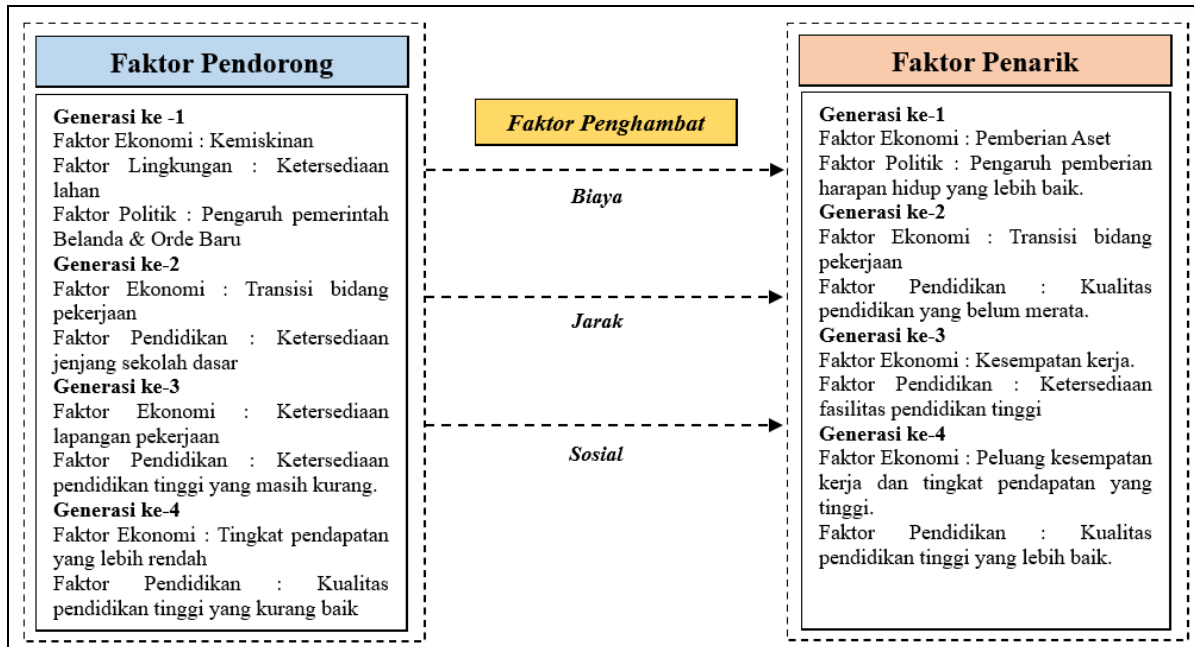 Faktor Pendorong
Generasi ke -1
Faktor Ekonomi : Kemiskinan
Faktor Lingkungan : Ketersediaan
lahan
Faktor Politik : Pengaruh pemerintah
Belanda & Orde Baru
Generasi ke-2
Faktor Ekonomi : Transisi bidang
pekerjaan
Faktor Pendidikan : Ketersediaan
jenjang sekolah dasar
Generasi ke-3
Faktor Ekonomi : Ketersediaan
lapangan pekerjaan
Faktor Pendidikan : Ketersediaan
pendidikan tinggi yang masih kurang.
Generasi ke-4
Faktor Ekonomi : Tingkat pendapatan
yang lebih rendah
Faktor Pendidikan : Kualitas
pendidikan tinggi yang kurang baik
Faktor Penghambat
Biaya
Jarak
Sosial
Faktor Penarik
Generasi ke-1
Faktor Ekonomi : Pemberian Aset
Faktor Politik : Pengaruh pemberian
harapan hidup yang lebih baik.
Generasi ke-2
Faktor Ekonomi : Transisi bidang
pekerjaan
Faktor Pendidikan : Kualitas
pendidikan yang belum merata.
Generasi ke-3
Faktor Ekonomi : Kesempatan kerja.
Faktor Pendidikan : Ketersediaan
fasilitas pendidikan tinggi
Generasi ke-4
Faktor Ekonomi : Peluang kesempatan
kerja dan tingkat pendapatan yang
tinggi.
Faktor Pendidikan : Kualitas
pendidikan tinggi yang lebih baik.